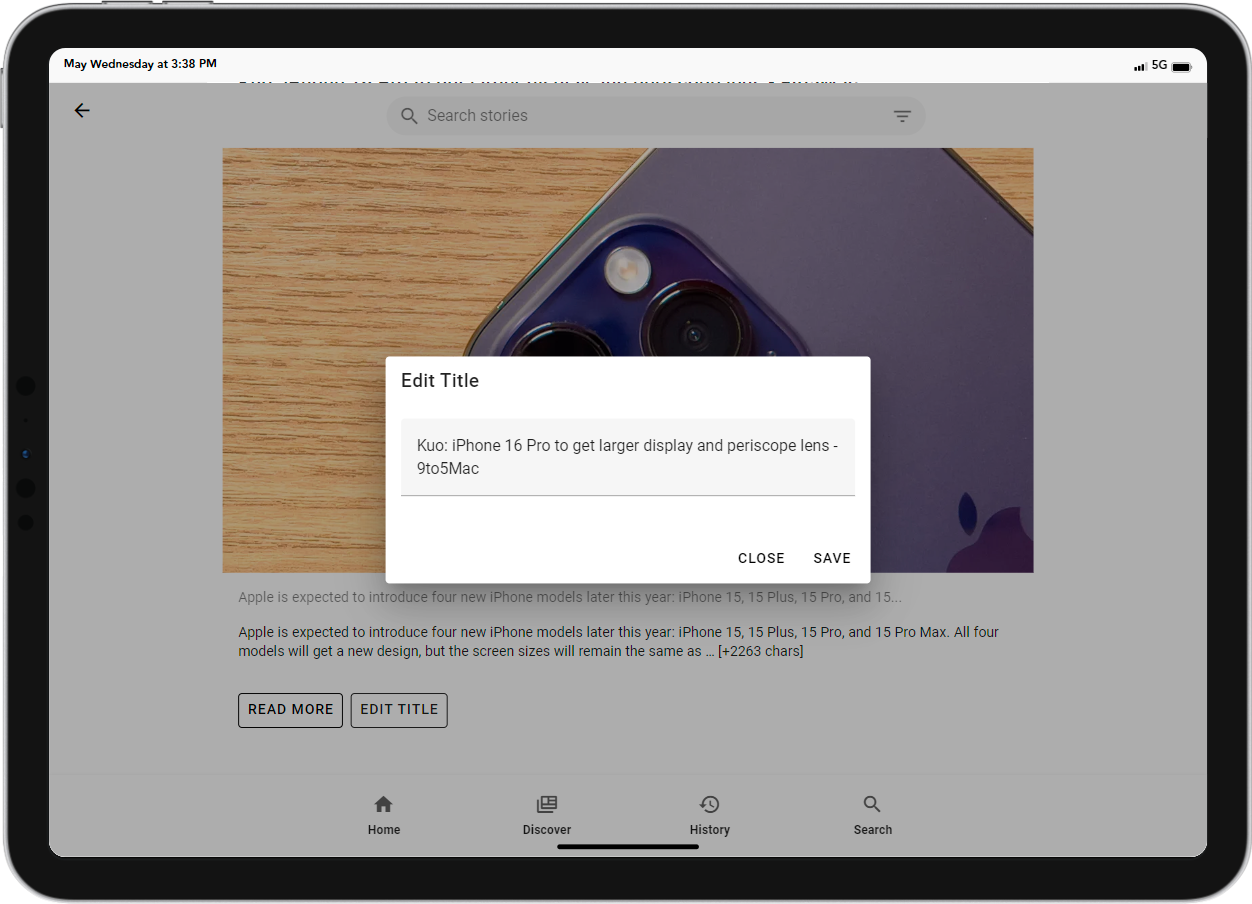 May Wednesday at 3:38 PM
5G
Search stories
Edit Title
Kuo: iPhone 16 Pro to get larger display and periscope lens -
9to5Mac
CLOSE
SAVE
Apple is expected to introduce four new iPhone models later this year: iPhone 15, 15 Plus, 15 Pro, and 15...
Apple is expected to introduce four new iPhone models later this year: iPhone 15, 15 Plus, 15 Pro, and 15 Pro Max. All four
models will get a new design, but the screen sizes will remain the same as … [+2263 chars]
READ MORE
EDIT TITLE
Home
Discover
History
Search